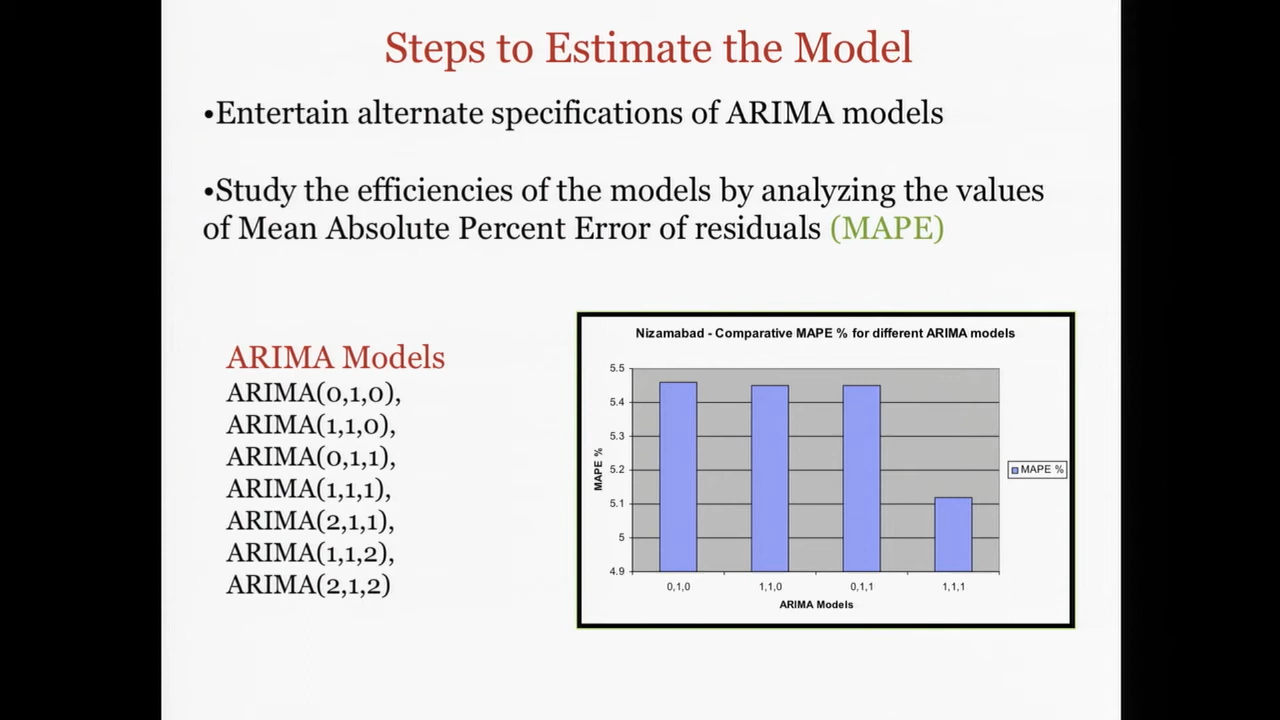 Steps to Estimate the Model
•Entertain alternate specifications of ARIMA models
•Study the efficiencies of the models by analyzing the values
of Mean Absolute Percent Error of residuals (MAPE)
ARIMA Models
ARIMA(0,1,0),
ARIMA(1,1,0),
ARIMA(0,1,1),
ARIMA(1,1,1),
ARIMA(2,1,1),
ARIMA(1,1,2),
ARIMA(2,1,2)
Nizamabad - Comparative MAPE % for different ARIMA models
5.5
5.4
5.3
5.2
5.1
5
4.9
MAPE %
0,1,0 1,1,0 0,1,1 1,1,1
ARIMA Models
MAPE %